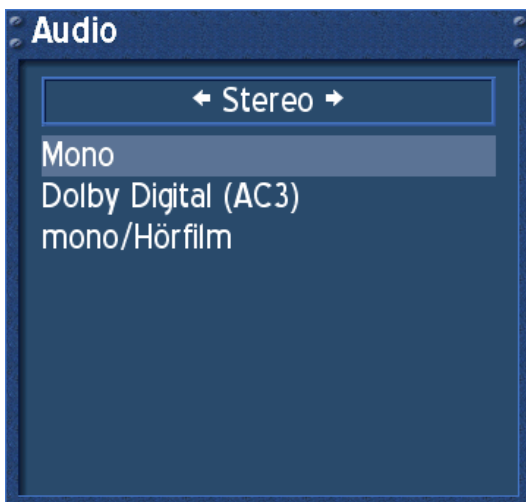 Audio
← Stereo →
Mono
Dolby Digital (AC3)
mono/Hörfilm